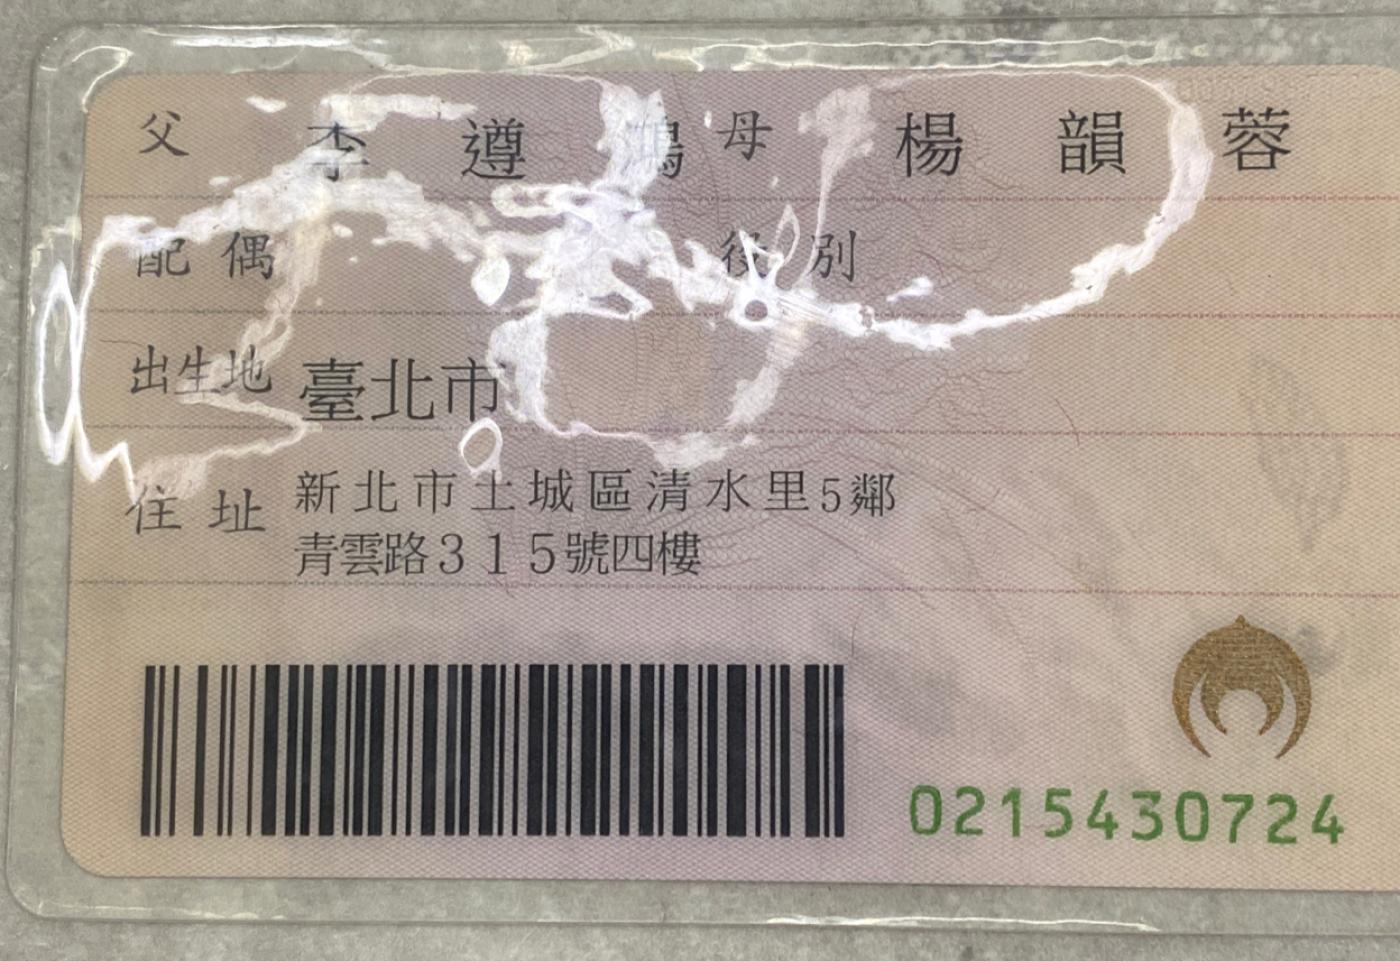 父 李遵 母 楊韻蓉
配偶 役別
出生地 臺北市
住址 新北市土城區清水里5鄰
青雲路315號四樓
0215430724